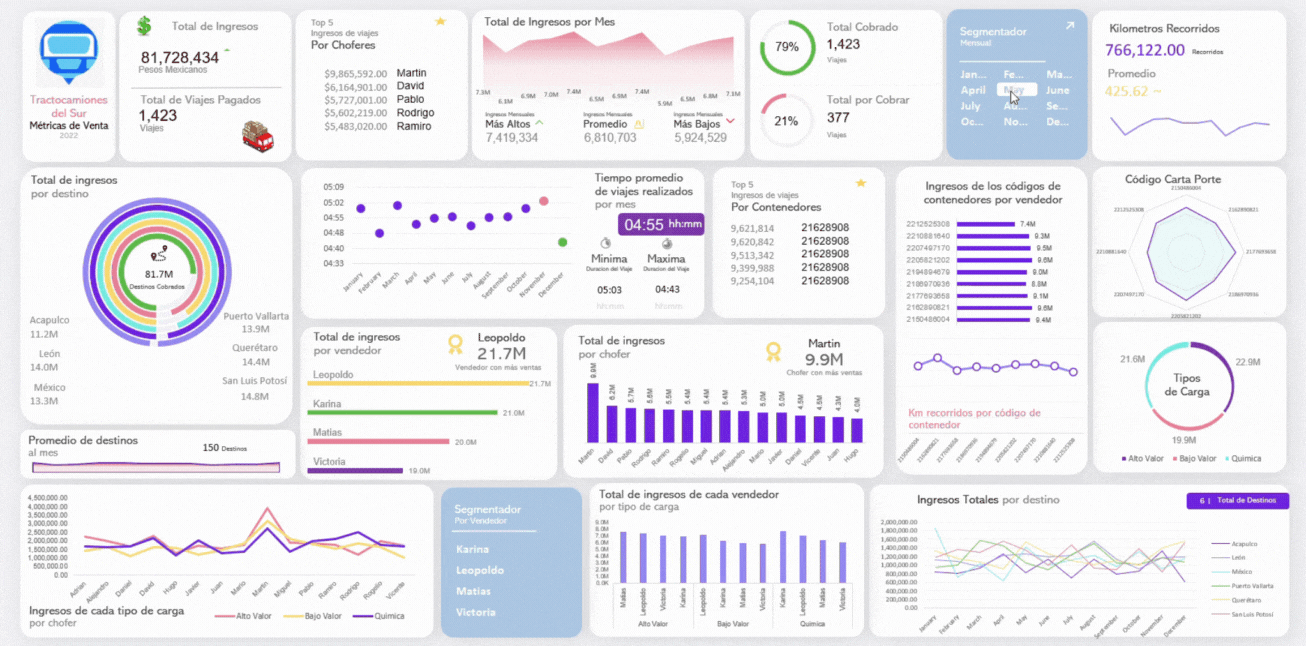 Tractocamiones
del Sur
Métricas de Venta
2022
Total de Ingresos
81,728,434
Pesos Mexicanos
Total de Viajes Pagados
1,423
Viajes
Top 5
Ingresos de viajes
Por Choferes
$9,865,592.00 Martin
$6,164,901.00 David
$5,727,001.00 Pablo
$5,602,219.00 Rodrigo
$5,483,020.00 Ramiro
Total de Ingresos por Mes
7.3M 6.1M 6.9M 7.0M 7.4M 6.5M 6.9M 7.4M 5.9M 6.5M 6.8M 7.1M
Ingresos Mensuales
Más Altos
7,419,334
Ingresos Mensuales
Promedio
6,810,703
Ingresos Mensuales
Más Bajos
5,924,529
79%
Total Cobrado
1,423
Viajes
21%
Total por Cobrar
377
Viajes
Segmentador
Mensual
Jan... Fe... Ma...
April May June
July Au... Se...
Oc... No... De...
Kilometros Recorridos
766,122.00 Recorridos
Promedio
425.62 ~
Total de ingresos
por destino
81.7M
Destinos Cobrados
Acapulco
11.2M
León
14.0M
México
13.3M
Puerto Vallarta
13.9M
Querétaro
14.4M
San Luis Potosí
14.8M
Promedio de destinos
al mes
150 Destinos
05:09
05:02
04:55
04:48
04:40
04:33
January February March April May June July August September October November December
Tiempo promedio
de viajes realizados
por mes
04:55 hh:mm
Minima
Duracion del Viaje
05:03
hh:mm
Maxima
Duracion del Viaje
04:43
hh:mm
Top 5
Ingresos de viajes
Por Contenedores
9,621,814 21628908
9,620,842 21628908
9,513,342 21628908
9,399,988 21628908
9,254,104 21628908
Ingresos de los códigos de
contenedores por vendedor
2212525308 7.4M
2210881640 9.3M
2207497170 9.5M
2205821202 9.6M
2194894679 9.0M
2186970936 8.8M
2177693658 9.1M
2162890821 9.6M
2160486004 9.4M
Km recorridos por código de
contenedor
Código Carta Porte
Total de ingresos
por vendedor
Leopoldo
21.7M
Vendedor con más ventas
Leopoldo
21.7M
Karina
21.0M
Matias
20.0M
Victoria
19.0M
Total de ingresos
por chofer
Martin
9.9M
Chofer con más ventas
9.9M 6.2M 5.7M 5.6M 5.5M 5.4M 5.4M 5.3M 5.0M 5.0M 4.5M 4.5M 4.3M 4.0M
Martin David Pablo Rodrigo Ramiro Rogelio Miguel Adrian Alejandro Mario Javier Daniel Vicente Juan Hugo
21.6M
22.9M
19.9M
Tipos
de Carga
Alto Valor Bajo Valor Quimica
4,500,000.00
4,000,000.00
3,500,000.00
3,000,000.00
2,500,000.00
2,000,000.00
1,500,000.00
1,000,000.00
500,000.00
0.00
Adrian Alejandro Daniel David Hugo Javier Juan Mario Martin Miguel Pablo Ramiro Rodrigo Rogelio Vicente
Ingresos de cada tipo de carga
por chofer
Alto Valor Bajo Valor Quimica
Segmentador
Por Vendedor
Karina
Leopoldo
Matias
Victoria
Total de ingresos de cada vendedor
por tipo de carga
9.0M
8.0M
7.0M
6.0M
5.0M
4.0M
3.0M
2.0M
1.0M
0.0K
Matias Leopoldo Victoria Karina Leopoldo Karina Matias Victoria Karina Leopoldo Matias Victoria
Alto Valor Bajo Valor Quimica
Ingresos Totales por destino
6 | Total de Destinos
2,000,000.00
1,800,000.00
1,600,000.00
1,400,000.00
1,200,000.00
1,000,000.00
800,000.00
600,000.00
400,000.00
200,000.00
0.00
January February March April May June July August September October November December
Acapulco
León
México
Puerto Vallarta
Querétaro
San Luis Potosí